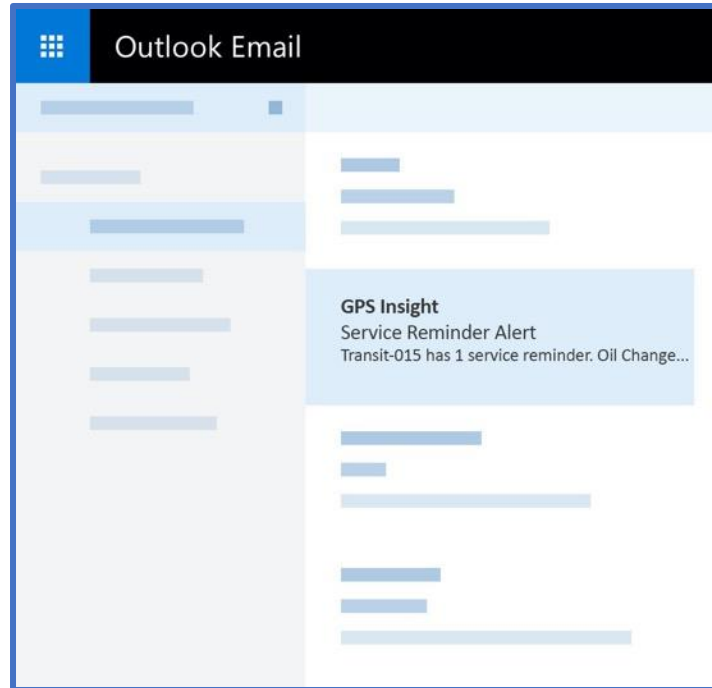 Outlook Email
GPS Insight
Service Reminder Alert
Transit-015 has 1 service reminder. Oil Change...